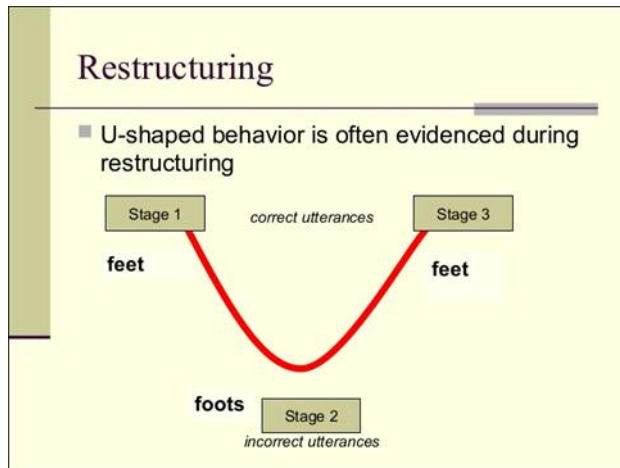 Restructuring
U-shaped behavior is often evidenced during
restructuring
Stage 1
correct utterances
Stage 3
feet
feet
foots
Stage 2
incorrect utterances